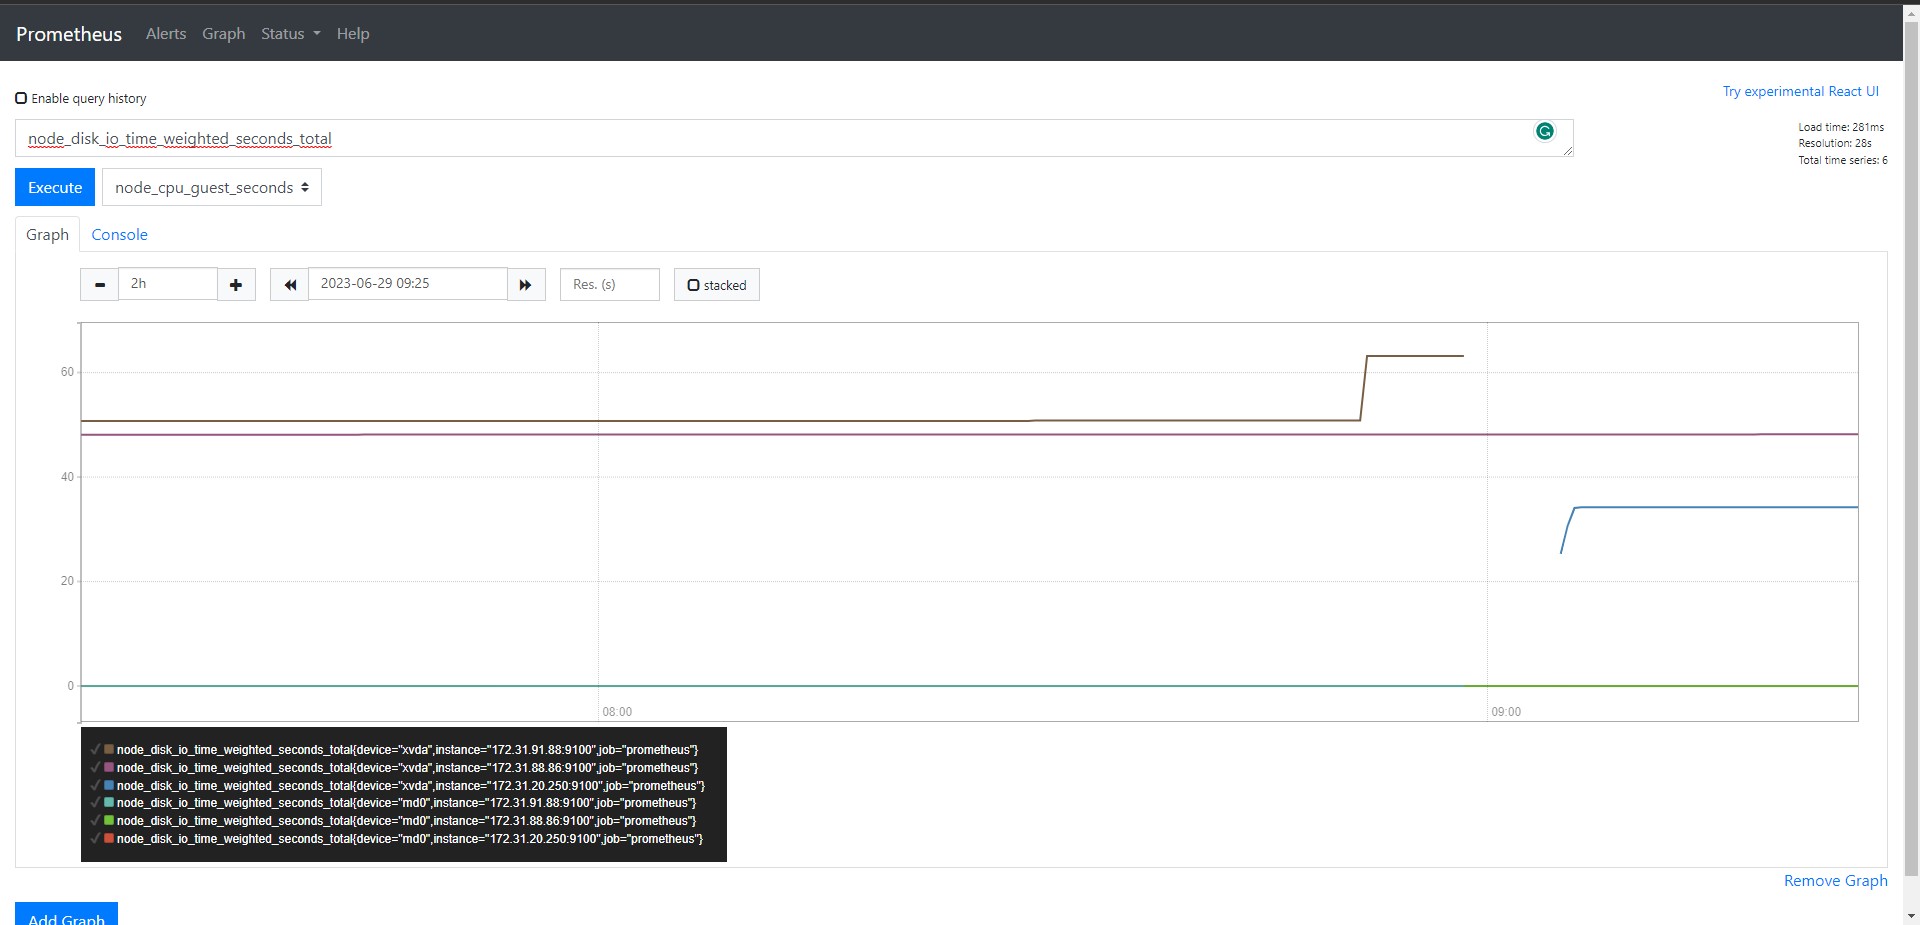 Prometheus Alerts Graph Status Help
Enable query history
Try experimental React UI
node_disk_io_time_weighted_seconds_total
Load time: 281ms
Resolution: 28s
Total time series: 6
Execute node_cpu_guest_seconds
Graph Console
2h 2023-06-29 09:25 Res. (s) stacked
60
40
20
0
08:00 09:00
node_disk_io_time_weighted_seconds_total{device="xvda",instance="172.31.91.88:9100",job="prometheus"}
node_disk_io_time_weighted_seconds_total{device="xvda",instance="172.31.88.86:9100",job="prometheus"}
node_disk_io_time_weighted_seconds_total{device="xvda",instance="172.31.20.250:9100",job="prometheus"}
node_disk_io_time_weighted_seconds_total{device="md0",instance="172.31.91.88:9100",job="prometheus"}
node_disk_io_time_weighted_seconds_total{device="md0",instance="172.31.88.86:9100",job="prometheus"}
node_disk_io_time_weighted_seconds_total{device="md0",instance="172.31.20.250:9100",job="prometheus"}
Remove Graph
Add Graph